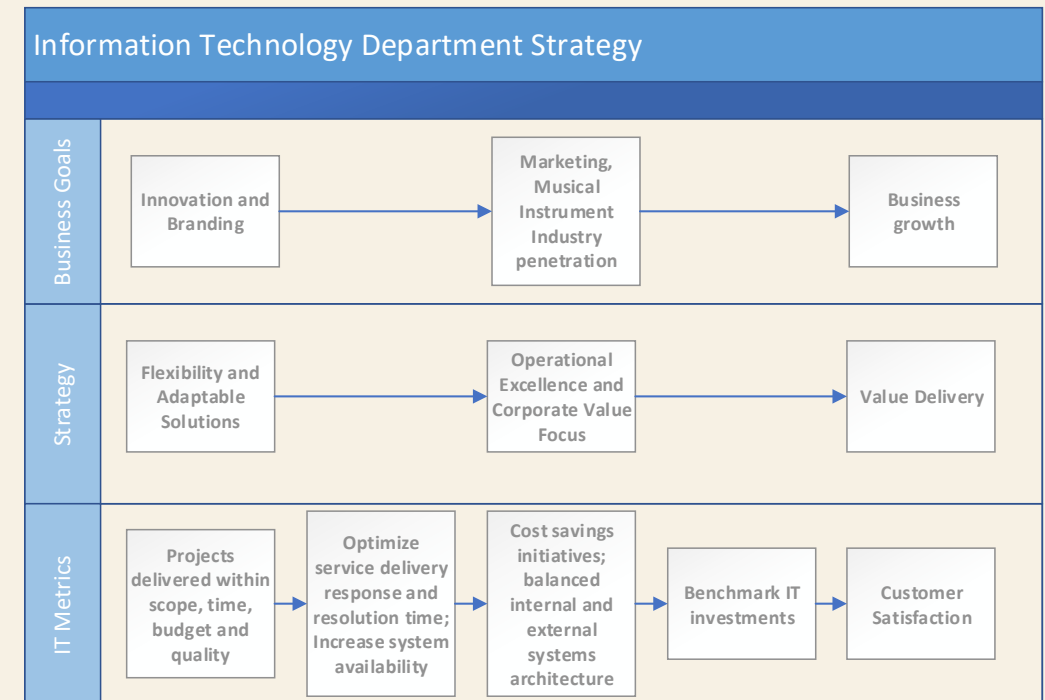 Information Technology Department Strategy
Business Goals
Innovation and
Branding
Marketing,
Musical
Instrument
Industry
penetration
Business
growth
Strategy
Flexibility and
Adaptable
Solutions
Operational
Excellence and
Corporate Value
Focus
Value Delivery
IT Metrics
Projects
delivered within
scope, time,
budget and
quality
Optimize
service delivery
response and
resolution time;
Increase system
availability
Cost savings
initiatives;
balanced
internal and
external
systems
architecture
Benchmark IT
investments
Customer
Satisfaction